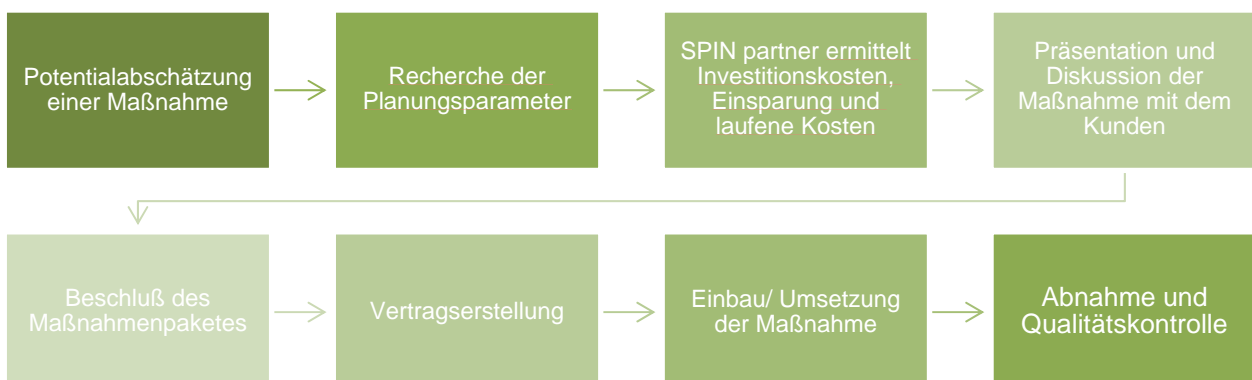 Potentialabschätzung
einer Maßnahme
Recherche der
Planungsparameter
SPIN partner ermittelt
Investitionskosten,
Einsparung und
laufene Kosten
Präsentation und
Diskussion der
Maßnahme mit dem
Kunden
Beschluß des
Maßnahmenpaketes
Vertragserstellung
Einbau/ Umsetzung
der Maßnahme
Abnahme und
Qualitätskontrolle